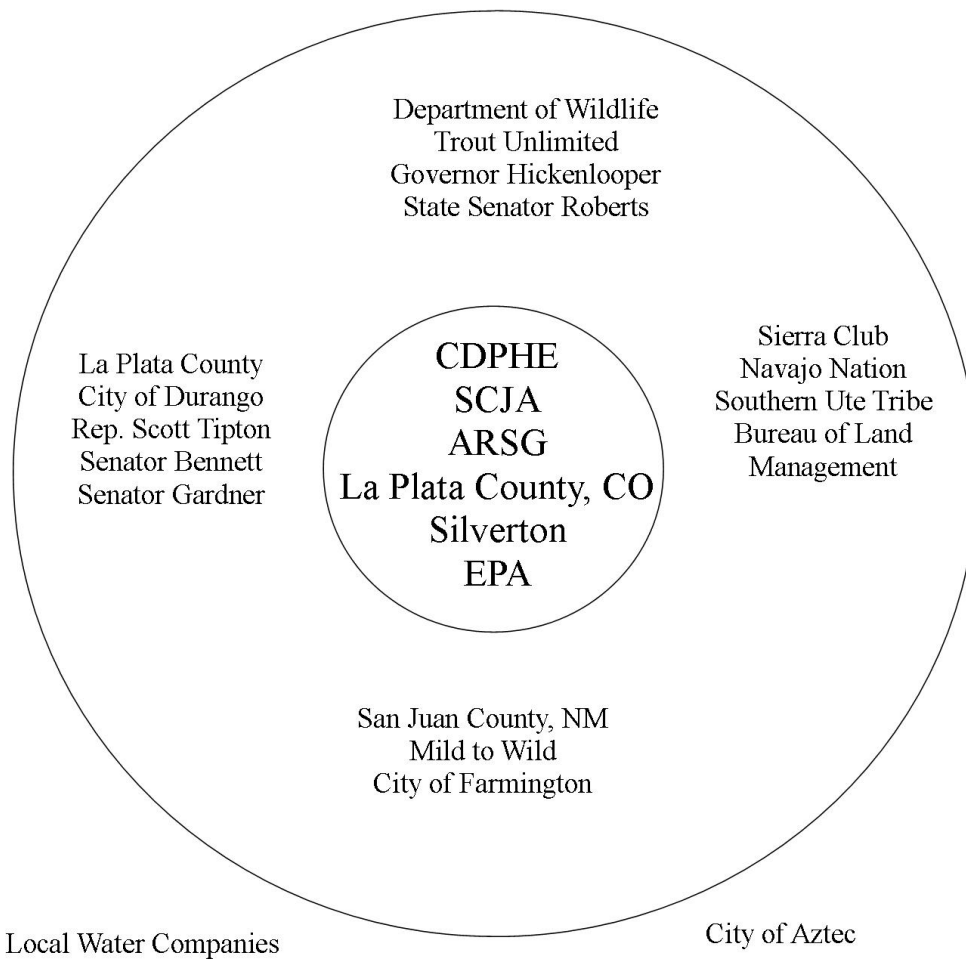 Department of Wildlife
Trout Unlimited
Governor Hickenlooper
State Senator Roberts
La Plata County
City of Durango
Rep. Scott Tipton
Senator Bennett
Senator Gardner
CDPHE
SCJA
ARSG
La Plata County, CO
Silverton
EPA
Sierra Club
Navajo Nation
Southern Ute Tribe
Bureau of Land
Management
San Juan County, NM
Mild to Wild
City of Farmington
Local Water Companies
City of Aztec